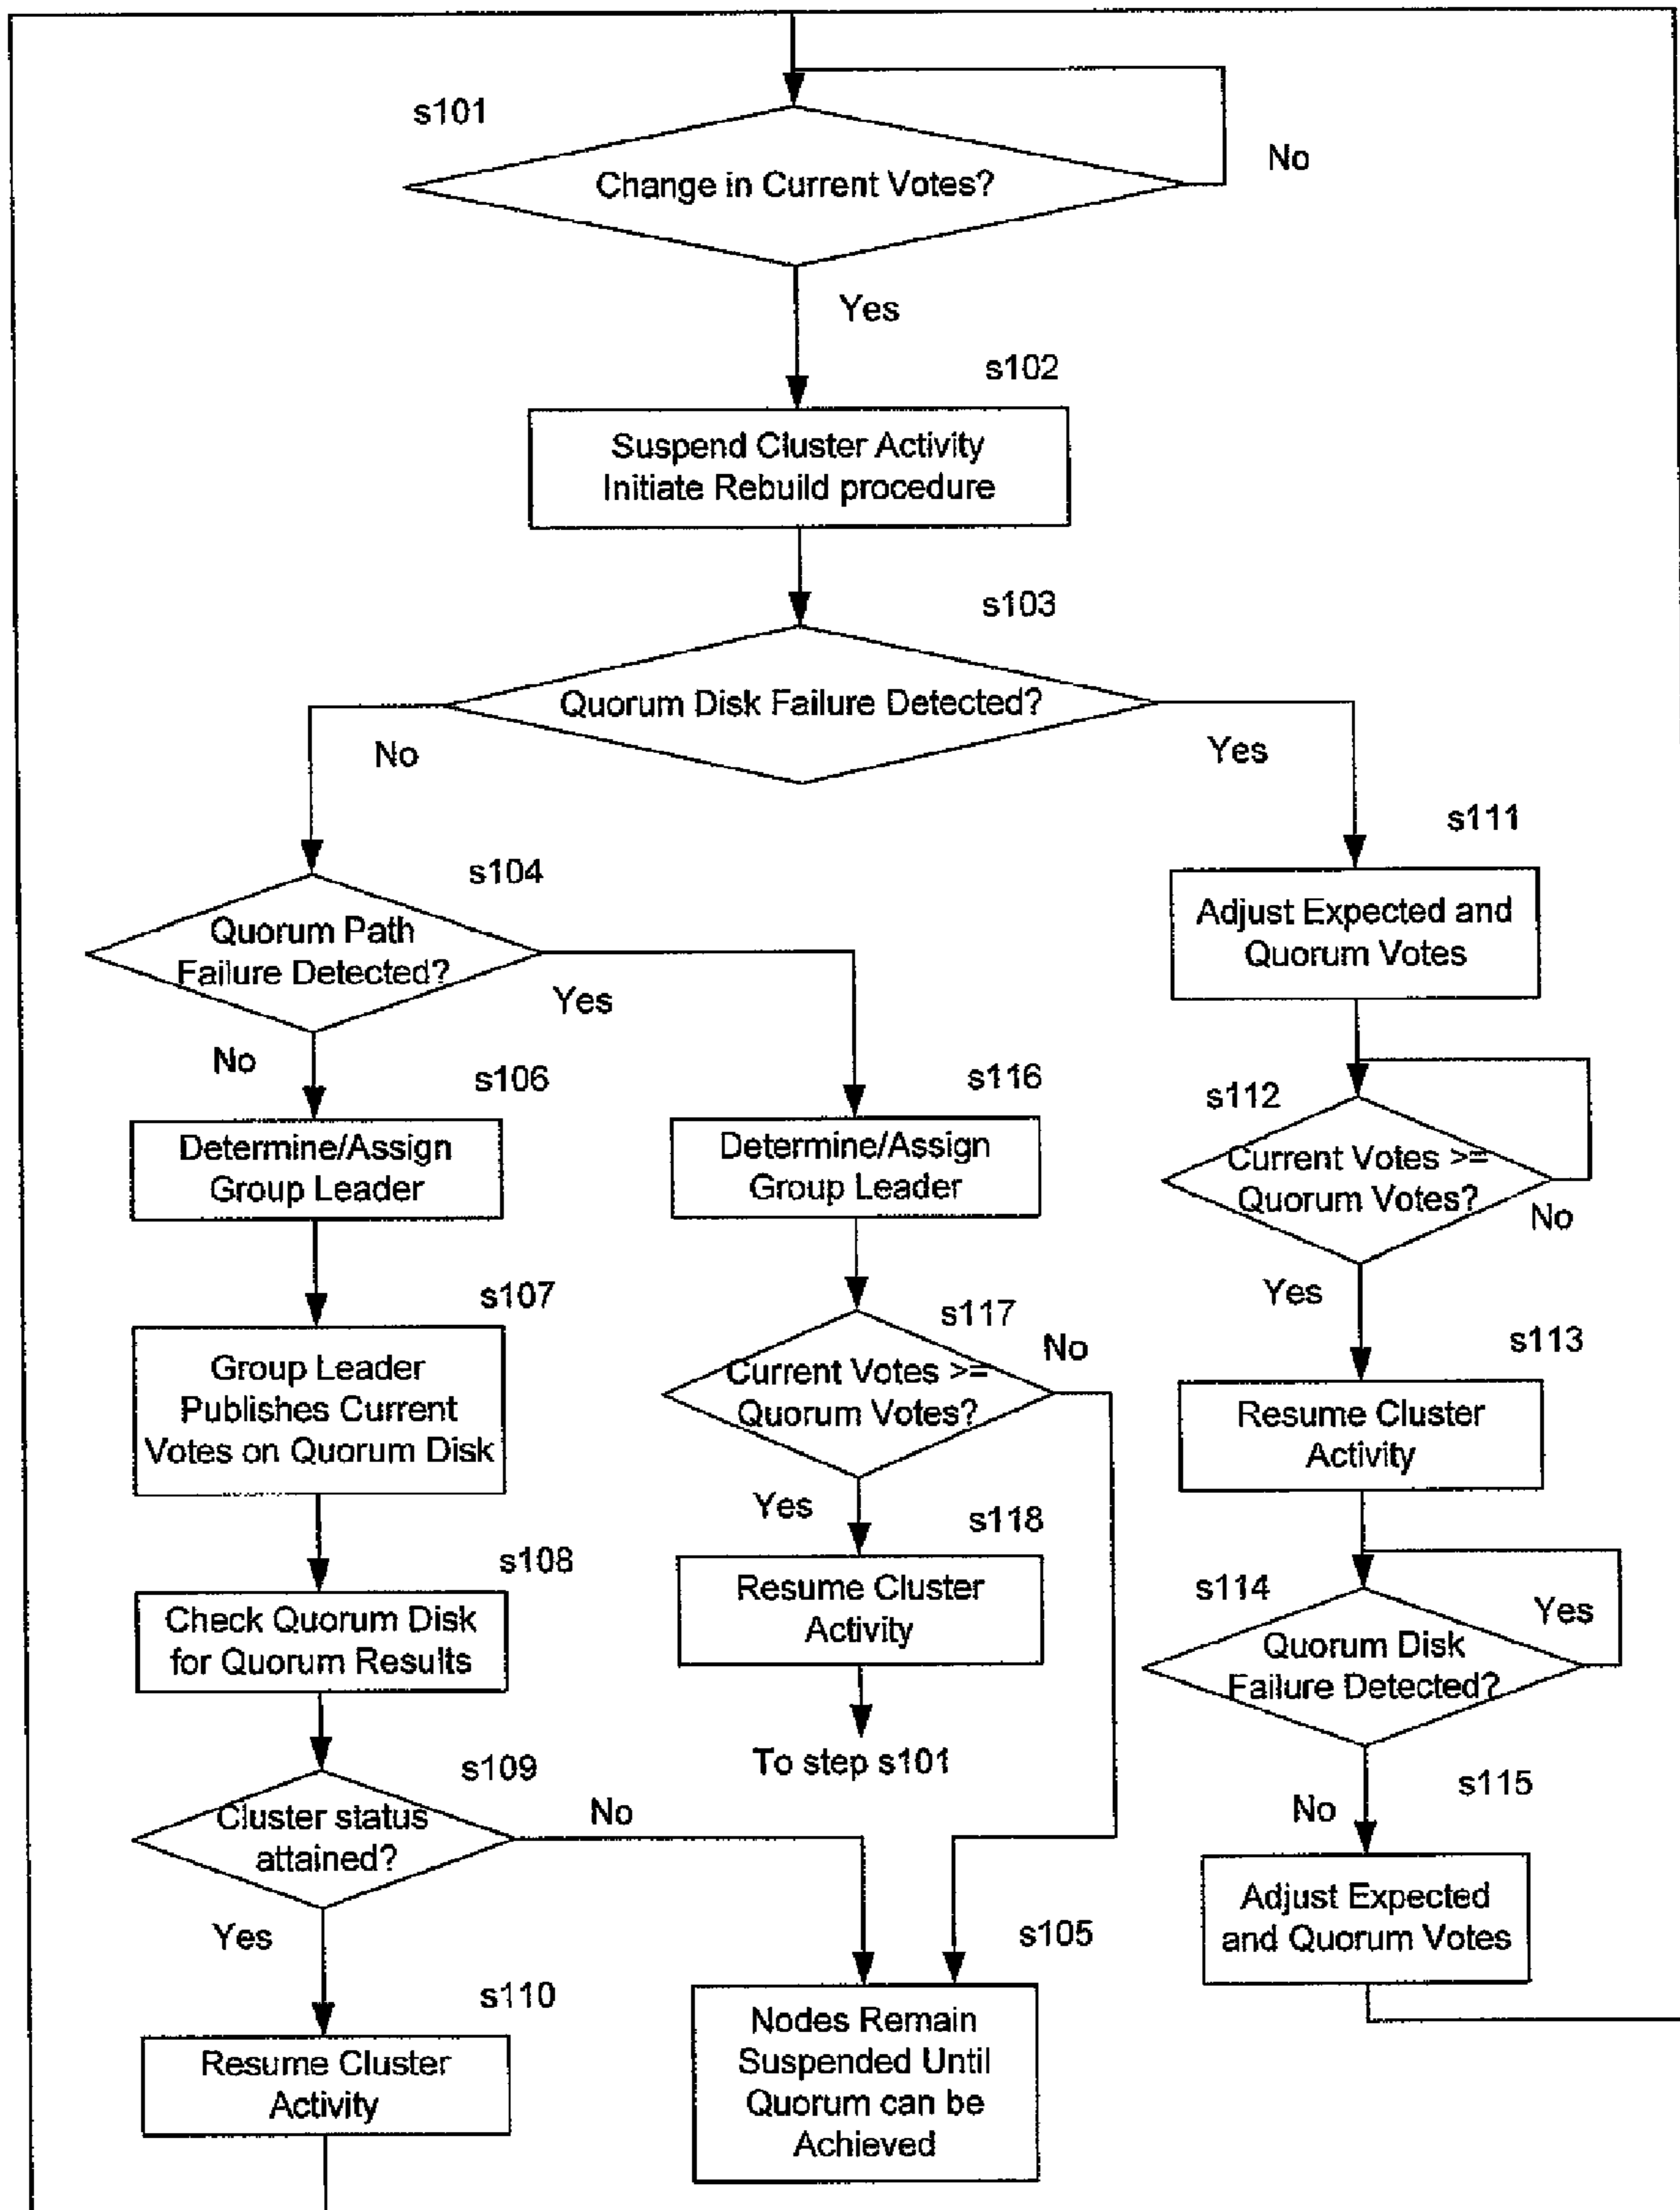 s101
Change in Current Votes?
No
Yes
s102
Suspend Cluster Activity
Initiate Rebuild procedure
s103
Quorum Disk Failure Detected?
No
Yes
s104
Quorum Path
Failure Detected?
Yes
No
s111
Adjust Expected and
Quorum Votes
s106
Determine/Assign
Group Leader
s116
Determine/Assign
Group Leader
s112
Current Votes >=
Quorum Votes?
No
Yes
s107
Group Leader
Publishes Current
Votes on Quorum Disk
s117
Current Votes >=
Quorum Votes?
No
Yes
s113
Resume Cluster
Activity
s108
Check Quorum Disk
for Quorum Results
s118
Resume Cluster
Activity
To step s101
s114
Quorum Disk
Failure Detected?
Yes
No
s109
Cluster status
attained?
No
Yes
s115
Adjust Expected
and Quorum Votes
s110
Resume Cluster
Activity
s105
Nodes Remain
Suspended Until
Quorum can be
Achieved